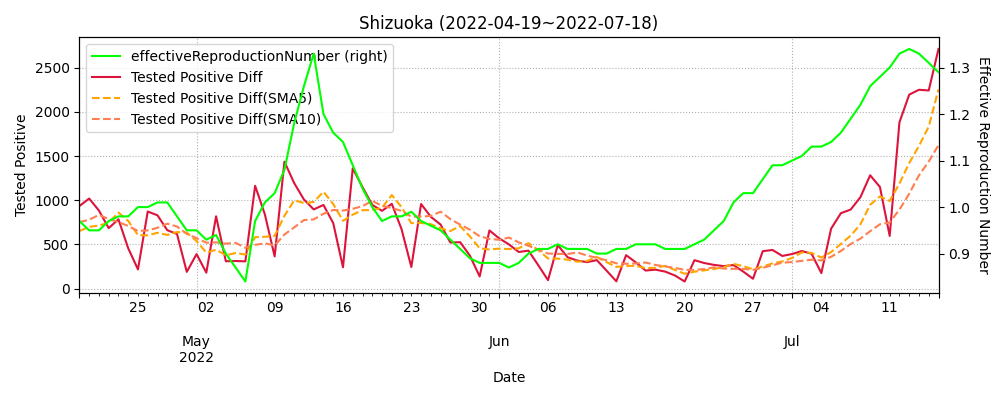 Shizuoka (2022-04-19~2022-07-18)
effectiveReproductionNumber (right)
Tested Positive Diff
Tested Positive Diff(SMA5)
Tested Positive Diff(SMA10)
Tested Positive
2500
2000
1500
1000
500
0
1.3
1.2
1.1
1.0
0.9
Effective Reproduction Number
25 02 09 16 23 30 06 13 20 27 04 11
May Jun Jul
2022
Date